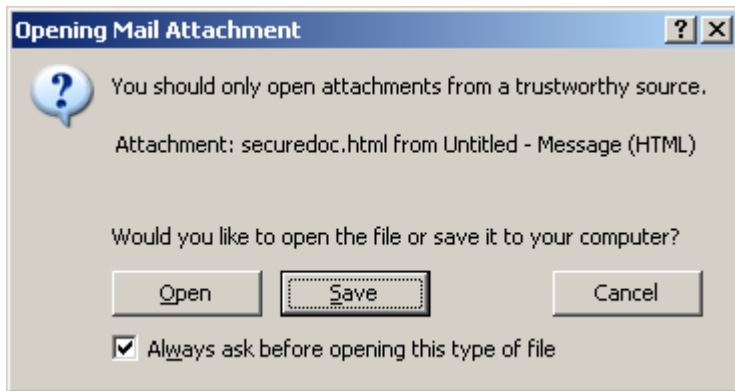 Opening Mail Attachment
You should only open attachments from a trustworthy source.
Attachment: securedoc.html from Untitled - Message (HTML)
Would you like to open the file or save it to your computer?
Open Save Cancel
Always ask before opening this type of file